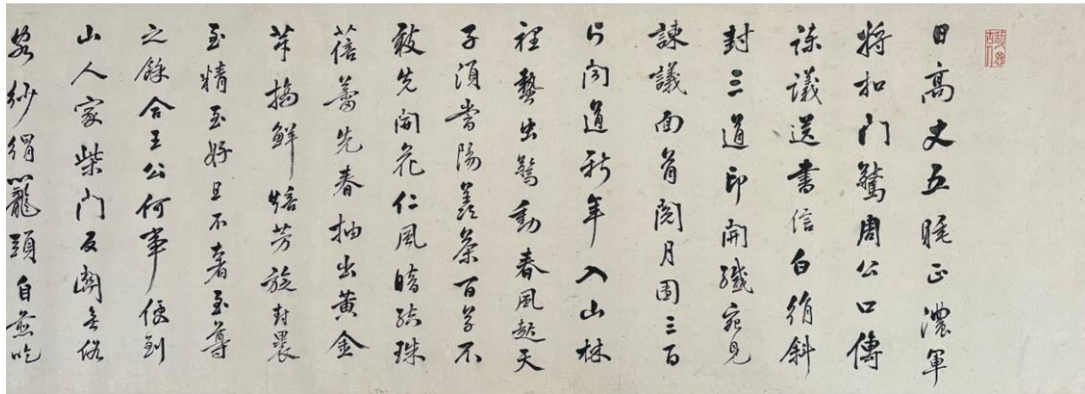 日高丈五睡正濃軍
將扣門驚周公口傳
諫議送書信白絹斜
封三道印開緘宛見
諫議面首閱月團三百
片聞道新年入山林
裡蟄虫驚動春風起天
子須嘗陽羨茶百草不
敢先開花仁風暗結珠
蓓蕾先春抽出黃金
芽摘鮮焙芳旋封裹
至精至好且不奢至尊
之餘合王公何事便到
山人家柴門反關無俗
客紗帽籠頭自煎吃